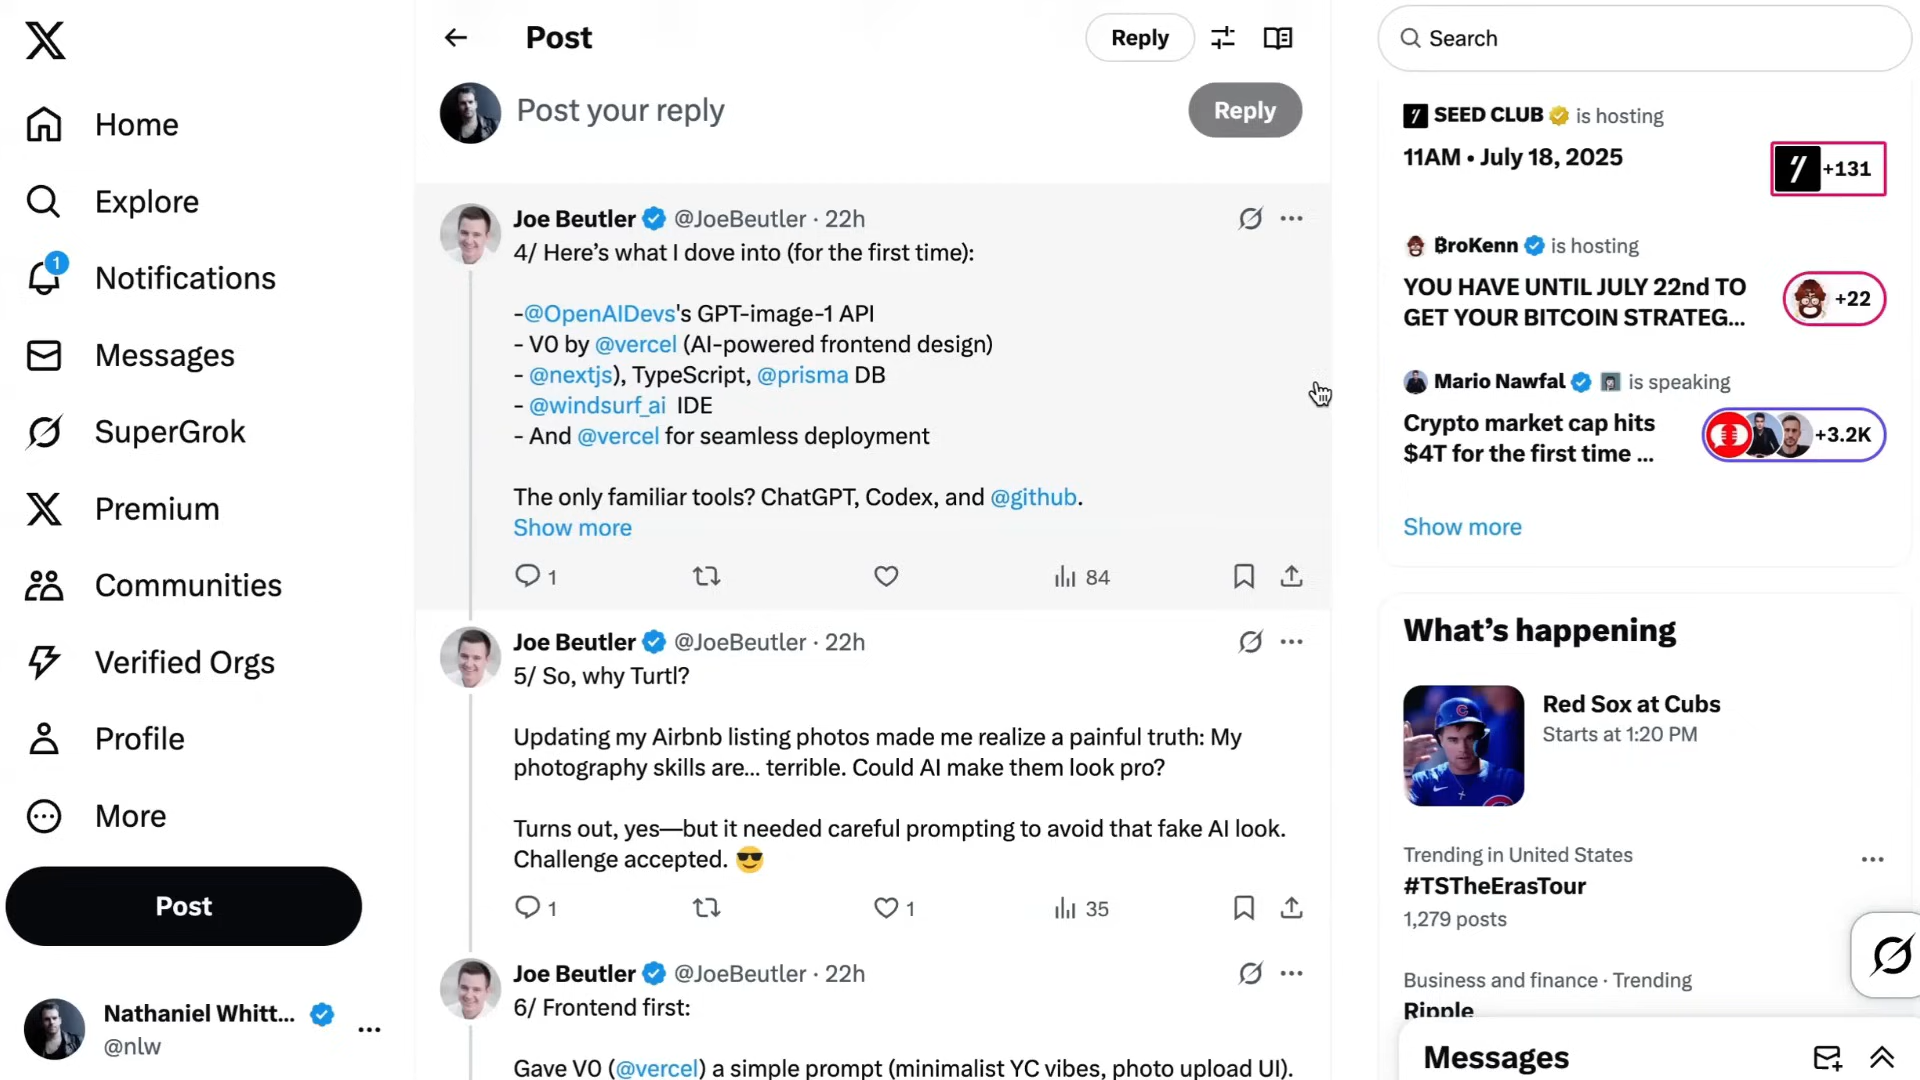 Home
Explore
1
Notifications
Messages
SuperGrok
Premium
Communities
Verified Orgs
Profile
More
Post
Nathaniel Whitt...
@nlw
Post
Reply
Post your reply
Reply
Joe Beutler @JoeBeutler · 22h
4/ Here’s what I dove into (for the first time):
-@OpenAIDevs's GPT-image-1 API
- V0 by @vercel (AI-powered frontend design)
- @nextjs), TypeScript, @prisma DB
- @windsurf_ai IDE
- And @vercel for seamless deployment
The only familiar tools? ChatGPT, Codex, and @github.
Show more
1
84
Joe Beutler @JoeBeutler · 22h
5/ So, why Turtl?
Updating my Airbnb listing photos made me realize a painful truth: My
photography skills are... terrible. Could AI make them look pro?
Turns out, yes—but it needed careful prompting to avoid that fake AI look.
Challenge accepted. 😎
1
1
35
Joe Beutler @JoeBeutler · 22h
6/ Frontend first:
Gave V0 (@vercel) a simple prompt (minimalist YC vibes, photo upload UI).
Search
SEED CLUB is hosting
11AM • July 18, 2025
+131
₿roKenn is hosting
YOU HAVE UNTIL JULY 22nd TO
GET YOUR BITCOIN STRATEG...
+22
Mario Nawfal is speaking
Crypto market cap hits
$4T for the first time ...
+3.2K
Show more
What’s happening
Red Sox at Cubs
Starts at 1:20 PM
Trending in United States
#TSTheErasTour
1,279 posts
Business and finance · Trending
Ripple
Messages